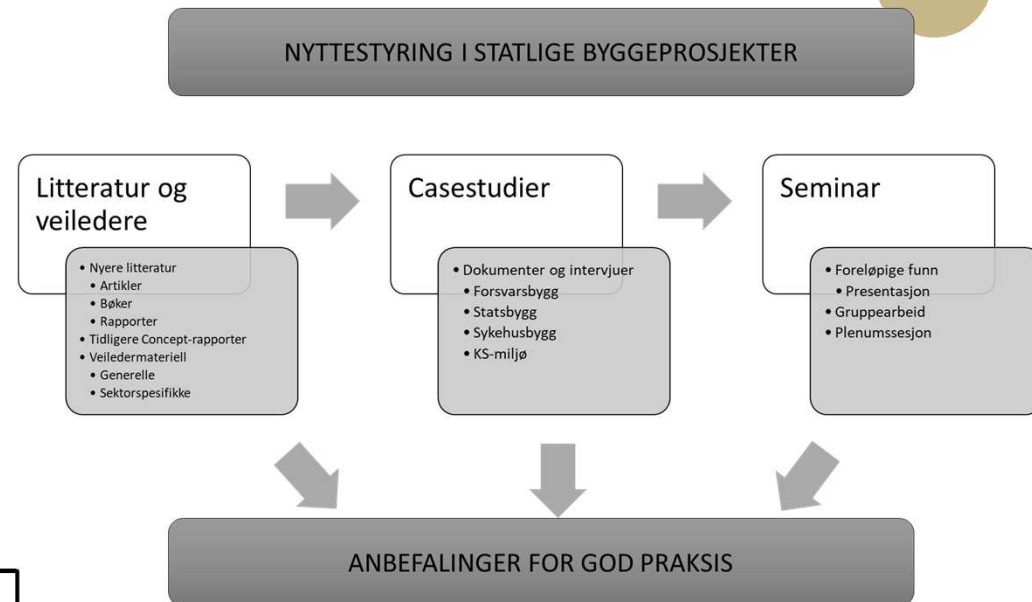 NYTTESTYRING I STATLIGE BYGGEPROSJEKTER
Litteratur og
veiledere
• Nyere litteratur
• Artikler
• Bøker
• Rapporter
• Tidligere Concept-rapporter
• Veiledermateriell
• Generelle
• Sektorspesifikke
Casestudier
• Dokumenter og intervjuer
• Forsvarsbygg
• Statsbygg
• Sykehusbygg
• KS-miljø
Seminar
• Foreløpige funn
• Presentasjon
• Gruppearbeid
• Plenumssesjon
ANBEFALINGER FOR GOD PRAKSIS